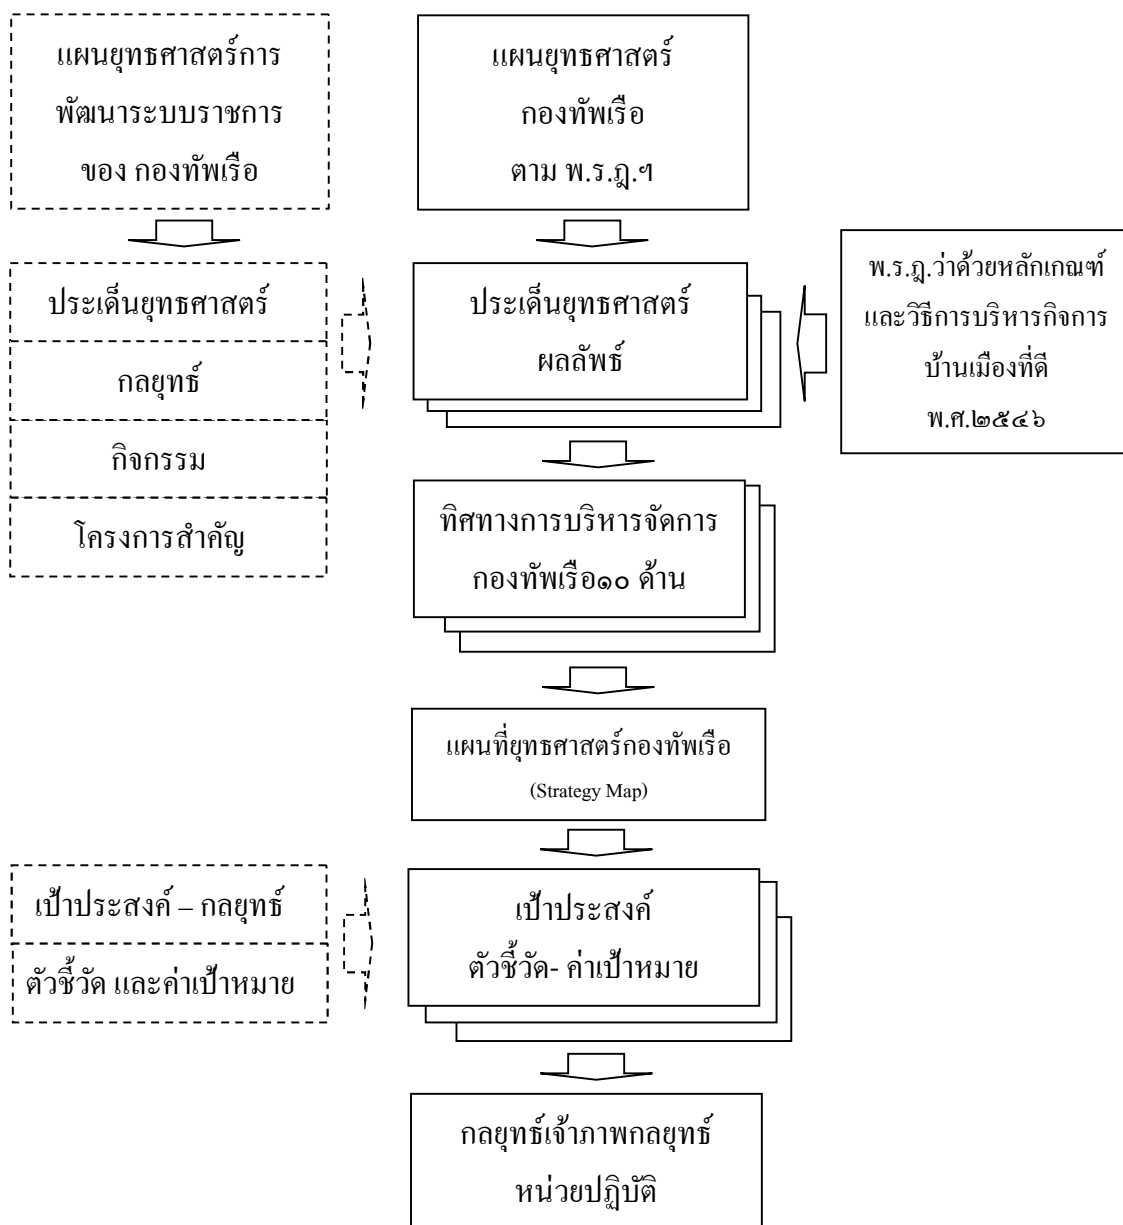 แผนยุทธศาสตร์การ
พัฒนาระบบราชการ
ของ กองทัพเรือ
แผนยุทธศาสตร์
กองทัพเรือ
ตาม พ.ร.ฎ.ฯ
ประเด็นยุทธศาสตร์
กลยุทธ์
กิจกรรม
โครงการสำคัญ
ประเด็นยุทธศาสตร์
ผลลัพธ์
พ.ร.ฎ.ว่าด้วยหลักเกณฑ์
และวิธีการบริหารกิจการ
บ้านเมืองที่ดี
พ.ศ.๒๕๔๖
ทิศทางการบริหารจัดการ
กองทัพเรือ๑๐ ด้าน
แผนที่ยุทธศาสตร์กองทัพเรือ
(Strategy Map)
เป้าประสงค์ – กลยุทธ์
ตัวชี้วัด และค่าเป้าหมาย
เป้าประสงค์
ตัวชี้วัด- ค่าเป้าหมาย
กลยุทธ์เจ้าภาพกลยุทธ์
หน่วยปฏิบัติ